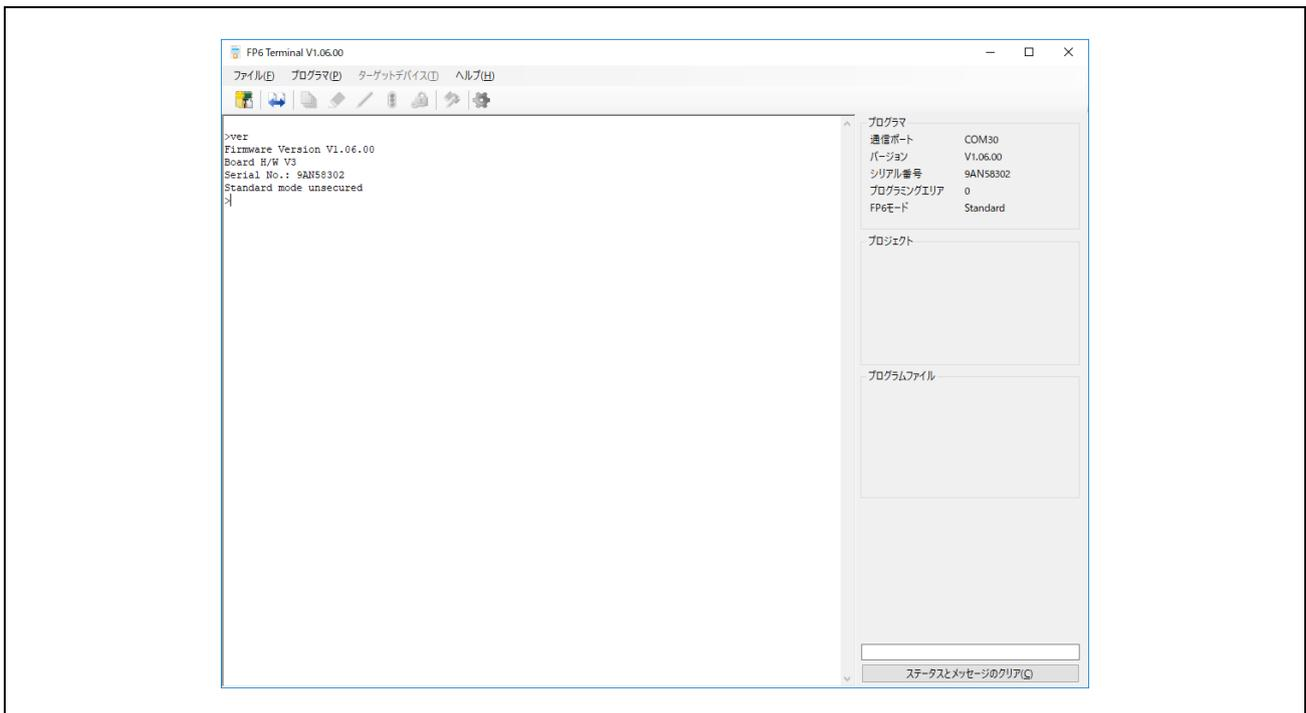 FP6 Terminal V1.06.00
ファイル(F) プログラマ(P) ターゲットデバイス(T) ヘルプ(H)
>ver
Firmware Version V1.06.00
Board H/W V3
Serial No.: 9AN58302
Standard mode unsecured
>
プログラマ
通信ポート COM30
バージョン V1.06.00
シリアル番号 9AN58302
プログラミングエリア 0
FP6モード Standard
プロジェクト
プログラムファイル
ステータスとメッセージのクリア(C)